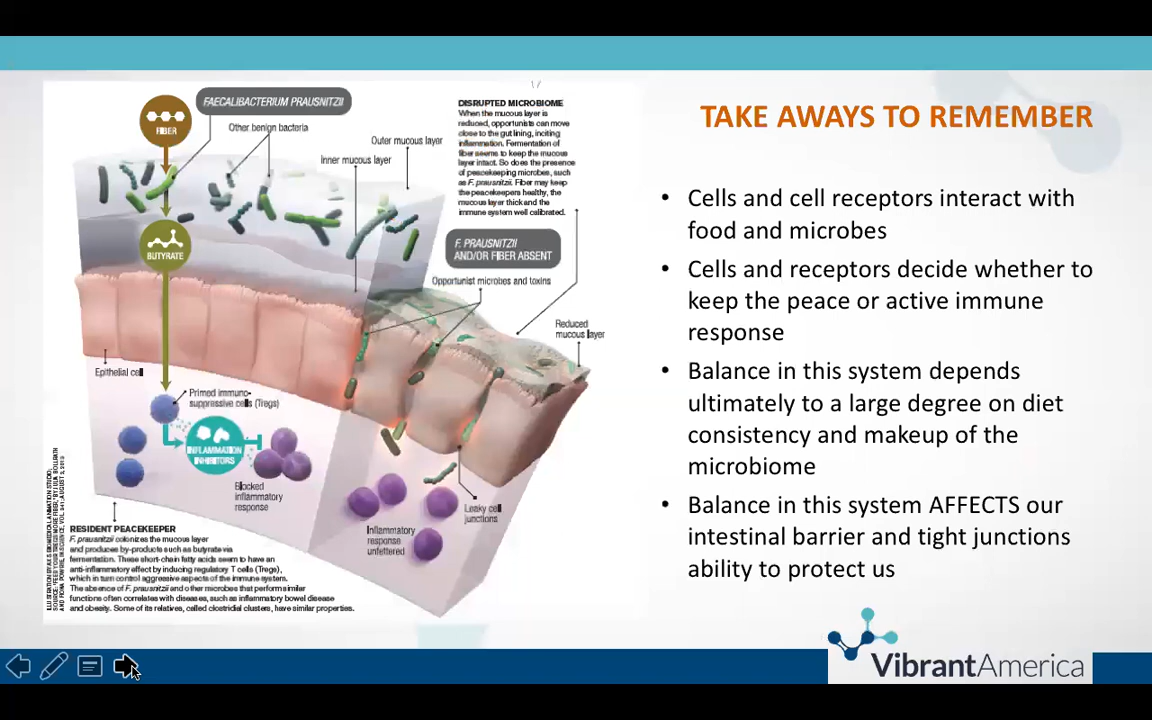 FAECALIBACTERIUM PRAUSNITZII
FIBER
Other benign bacteria
Outer mucous layer
Inner mucous layer
DISRUPTED MICROBIOME
When the mucous layer is
reduced, opportunists can move
close to the gut lining, inciting
inflammation. Fermentation of
fiber seems to keep the mucous
layer intact. So does the presence
of peacekeeping microbes, such
as F. prausnitzii. Fiber may keep
the peacekeepers healthy, the
mucous layer thick and the
immune system well calibrated.
BUTYRATE
F. PRAUSNITZII
AND/OR FIBER ABSENT
Opportunist microbes and toxins
Reduced
mucous layer
Epithelial cell
Primed immuno-
suppressive cells (Tregs)
INFLAMMATION
INHIBITORS
Blocked
inflammatory
response
Leaky cell
junctions
Inflammatory
response
unfettered
RESIDENT PEACEKEEPER
F. prausnitzii colonizes the mucous layer
and produces by-products such as butyrate via
fermentation. These short-chain fatty acids seem to have an
anti-inflammatory effect by inducing regulatory T cells (Tregs),
which in turn control aggressive aspects of the immune system.
The absence of F. prausnitzii and other microbes that perform similar
functions often correlates with diseases, such as inflammatory bowel disease
and obesity. Some of its relatives, called clostridial clusters, have similar properties.
TAKE AWAYS TO REMEMBER
• Cells and cell receptors interact with
food and microbes
• Cells and receptors decide whether to
keep the peace or active immune
response
• Balance in this system depends
ultimately to a large degree on diet
consistency and makeup of the
microbiome
• Balance in this system AFFECTS our
intestinal barrier and tight junctions
ability to protect us
VibrantAmerica